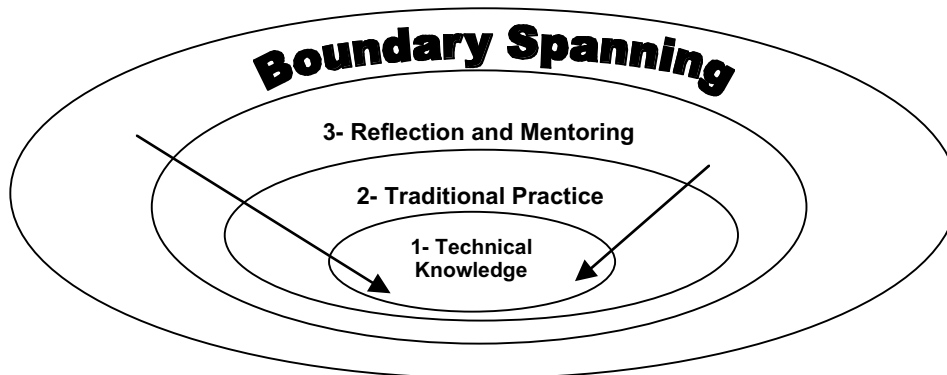 Boundary Spanning
3- Reflection and Mentoring
2- Traditional Practice
1- Technical
Knowledge